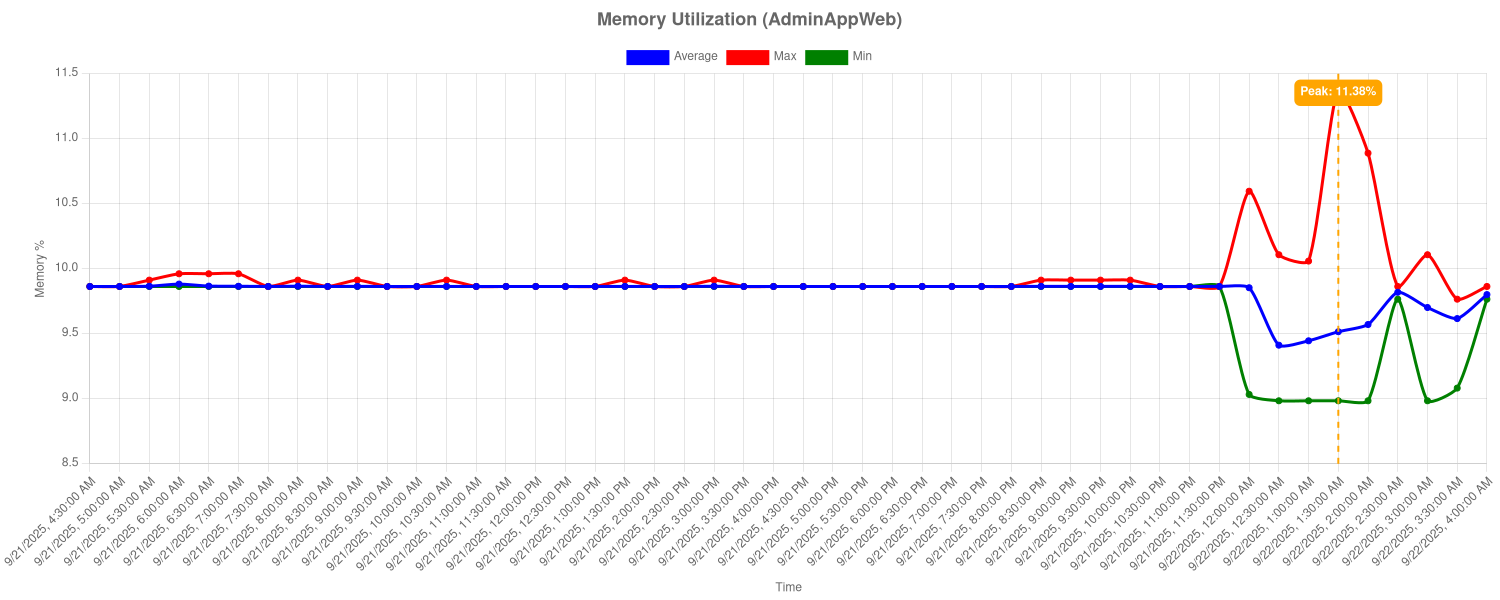 Memory Utilization (AdminAppWeb)
Average Max Min
Peak: 11.38%
11.5
11.0
10.5
10.0
9.5
9.0
8.5
Memory %
9/21/2025, 4:30:00 AM
9/21/2025, 5:00:00 AM
9/21/2025, 5:30:00 AM
9/21/2025, 6:00:00 AM
9/21/2025, 6:30:00 AM
9/21/2025, 7:00:00 AM
9/21/2025, 7:30:00 AM
9/21/2025, 8:00:00 AM
9/21/2025, 8:30:00 AM
9/21/2025, 9:00:00 AM
9/21/2025, 9:30:00 AM
9/21/2025, 10:00:00 AM
9/21/2025, 10:30:00 AM
9/21/2025, 11:00:00 AM
9/21/2025, 11:30:00 AM
9/21/2025, 12:00:00 PM
9/21/2025, 12:30:00 PM
9/21/2025, 1:00:00 PM
9/21/2025, 1:30:00 PM
9/21/2025, 2:00:00 PM
9/21/2025, 2:30:00 PM
9/21/2025, 3:00:00 PM
9/21/2025, 3:30:00 PM
9/21/2025, 4:00:00 PM
9/21/2025, 4:30:00 PM
9/21/2025, 5:00:00 PM
9/21/2025, 5:30:00 PM
9/21/2025, 6:00:00 PM
9/21/2025, 6:30:00 PM
9/21/2025, 7:00:00 PM
9/21/2025, 7:30:00 PM
9/21/2025, 8:00:00 PM
9/21/2025, 8:30:00 PM
9/21/2025, 9:00:00 PM
9/21/2025, 9:30:00 PM
9/21/2025, 10:00:00 PM
9/21/2025, 10:30:00 PM
9/21/2025, 11:00:00 PM
9/21/2025, 11:30:00 PM
9/22/2025, 12:00:00 AM
9/22/2025, 12:30:00 AM
9/22/2025, 1:00:00 AM
9/22/2025, 1:30:00 AM
9/22/2025, 2:00:00 AM
9/22/2025, 2:30:00 AM
9/22/2025, 3:00:00 AM
9/22/2025, 3:30:00 AM
9/22/2025, 4:00:00 AM
Time